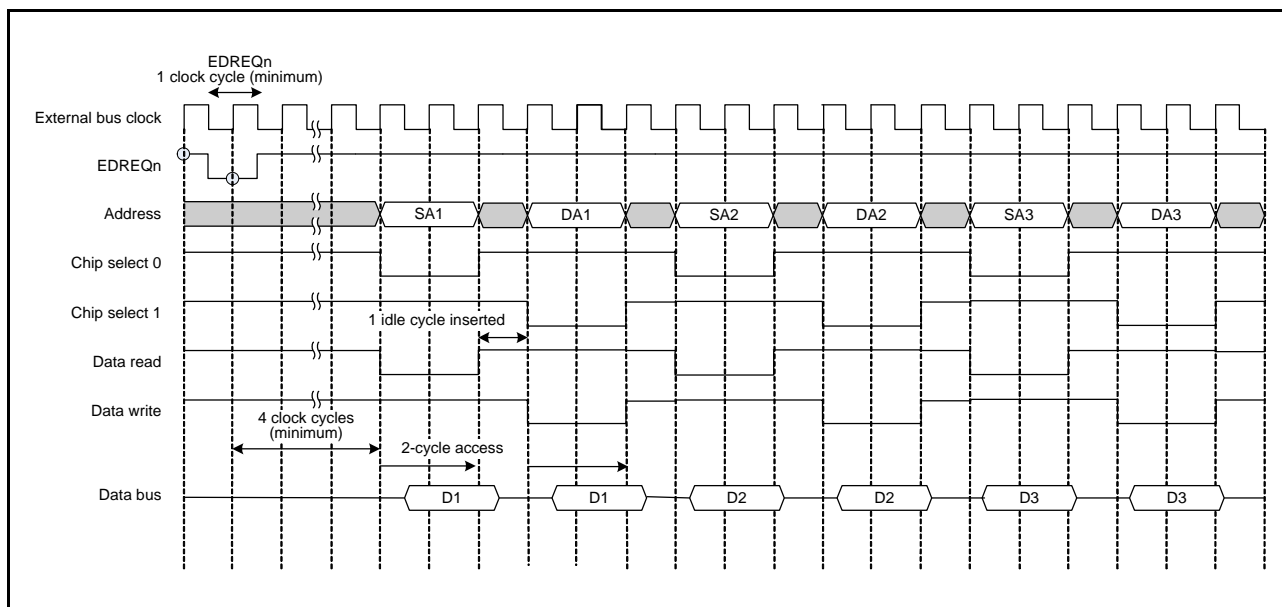 EDREQn
1 clock cycle (minimum)
External bus clock
EDREQn
Address
SA1
DA1
SA2
DA2
SA3
DA3
Chip select 0
Chip select 1
1 idle cycle inserted
Data read
Data write
4 clock cycles
(minimum)
2-cycle access
Data bus
D1
D1
D2
D2
D3
D3